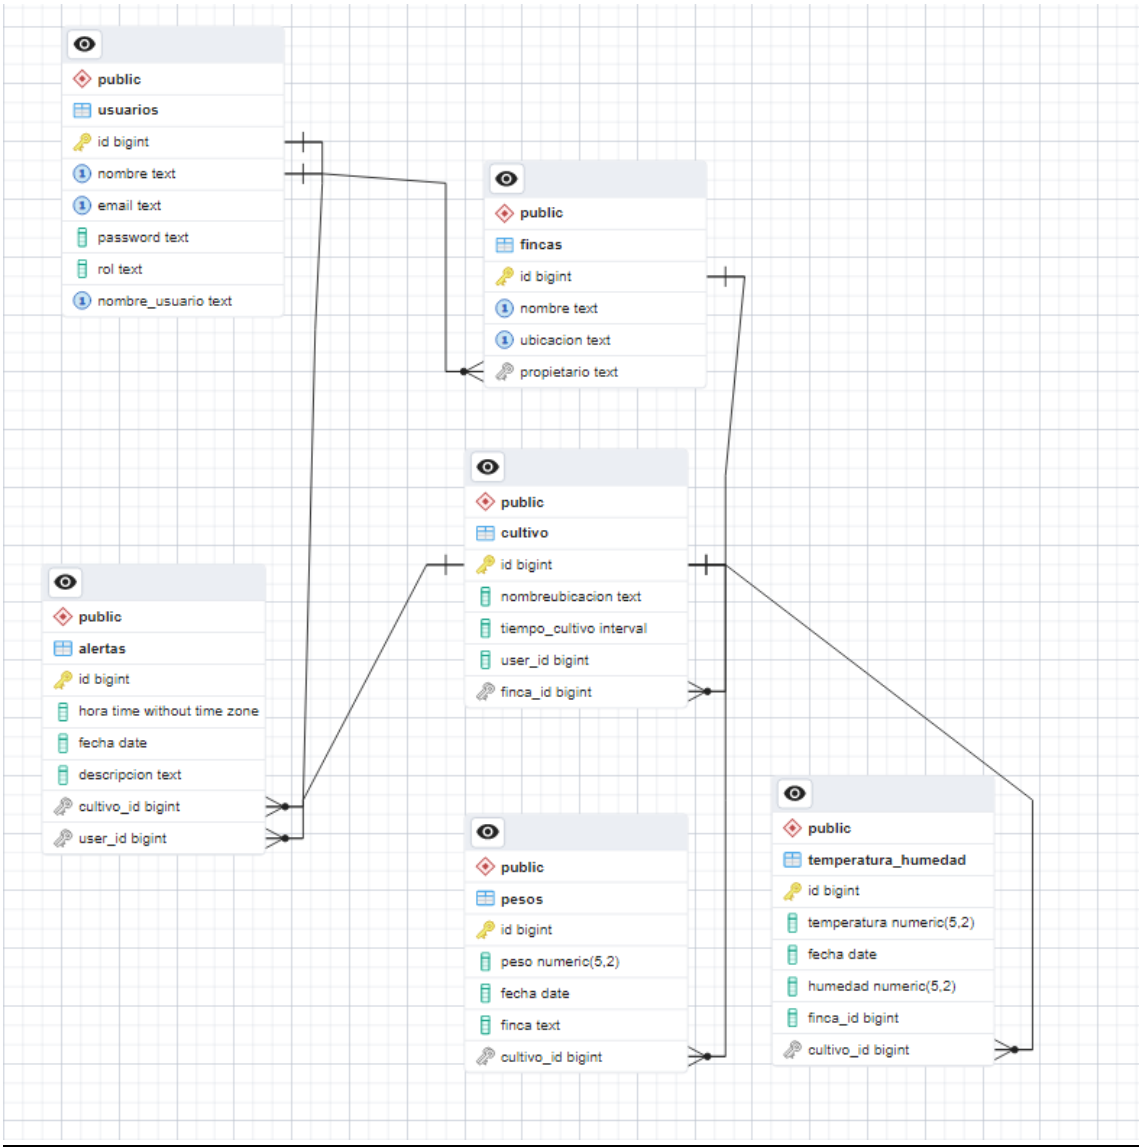 public
usuarios
id bigint
nombre text
email text
password text
rol text
nombre_usuario text
public
fincas
id bigint
nombre text
ubicacion text
propietario text
public
cultivo
id bigint
nombreubicacion text
tiempo_cultivo interval
user_id bigint
finca_id bigint
public
alertas
id bigint
hora time without time zone
fecha date
descripcion text
cultivo_id bigint
user_id bigint
public
pesos
id bigint
peso numeric(5,2)
fecha date
finca text
cultivo_id bigint
public
temperatura_humedad
id bigint
temperatura numeric(5,2)
fecha date
humedad numeric(5,2)
finca_id bigint
cultivo_id bigint